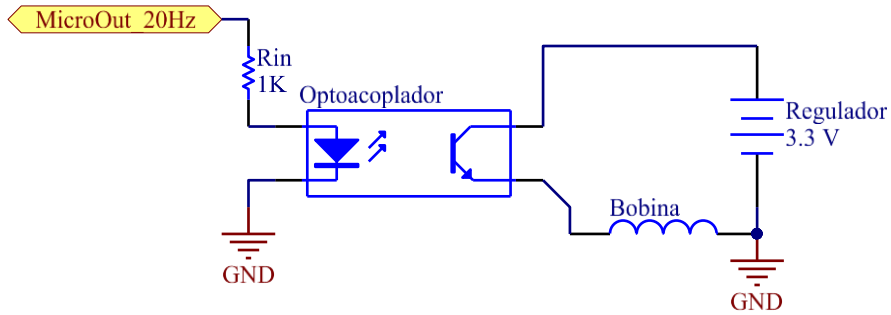 MicroOut_20Hz
Rin
1K
Optoacoplador
Regulador
3.3 V
Bobina
GND
GND